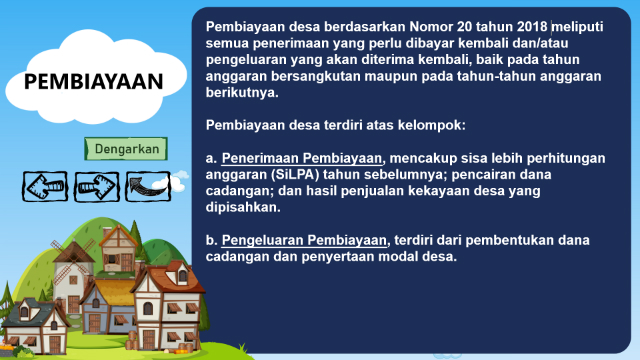 PEMBIAYAAN
Dengarkan
Pembiayaan desa berdasarkan Nomor 20 tahun 2018 meliputi
semua penerimaan yang perlu dibayar kembali dan/atau
pengeluaran yang akan diterima kembali, baik pada tahun
anggaran bersangkutan maupun pada tahun-tahun anggaran
berikutnya.
Pembiayaan desa terdiri atas kelompok:
a. Penerimaan Pembiayaan, mencakup sisa lebih perhitungan
anggaran (SiLPA) tahun sebelumnya; pencairan dana
cadangan; dan hasil penjualan kekayaan desa yang
dipisahkan.
b. Pengeluaran Pembiayaan, terdiri dari pembentukan dana
cadangan dan penyertaan modal desa.